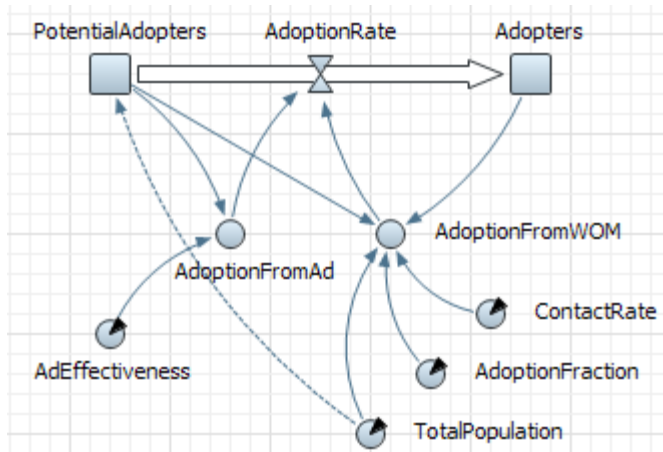 PotentialAdopters
AdoptionRate
Adopters
AdoptionFromWOM
AdoptionFromAd
ContactRate
AdEffectiveness
AdoptionFraction
TotalPopulation